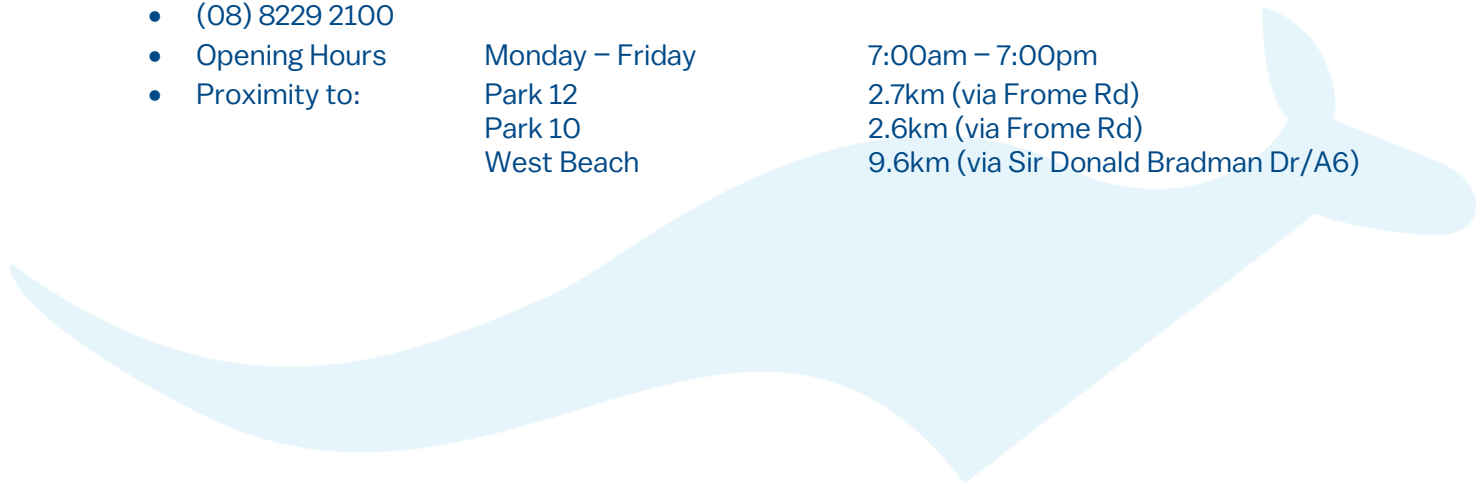 • (08) 8229 2100
• Opening Hours Monday – Friday 7:00am – 7:00pm
• Proximity to: Park 12 2.7km (via Frome Rd)
Park 10 2.6km (via Frome Rd)
West Beach 9.6km (via Sir Donald Bradman Dr/A6)